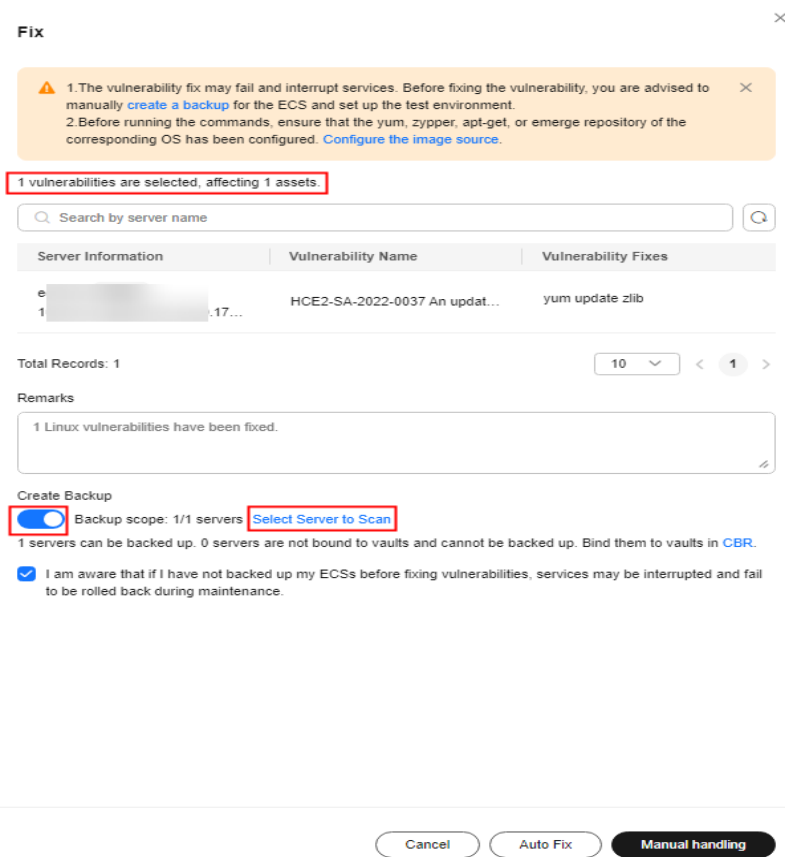 Fix
1.The vulnerability fix may fail and interrupt services. Before fixing the vulnerability, you are advised to
manually create a backup for the ECS and set up the test environment.
2.Before running the commands, ensure that the yum, zypper, apt-get, or emerge repository of the
corresponding OS has been configured. Configure the image source.
1 vulnerabilities are selected, affecting 1 assets.
Search by server name
Server Information Vulnerability Name Vulnerability Fixes
e
1 .17... HCE2-SA-2022-0037 An updat... yum update zlib
Total Records: 1 10 < 1 >
Remarks
1 Linux vulnerabilities have been fixed.
Create Backup
Backup scope: 1/1 servers Select Server to Scan
1 servers can be backed up. 0 servers are not bound to vaults and cannot be backed up. Bind them to vaults in CBR.
I am aware that if I have not backed up my ECSs before fixing vulnerabilities, services may be interrupted and fail
to be rolled back during maintenance.
Cancel Auto Fix Manual handling